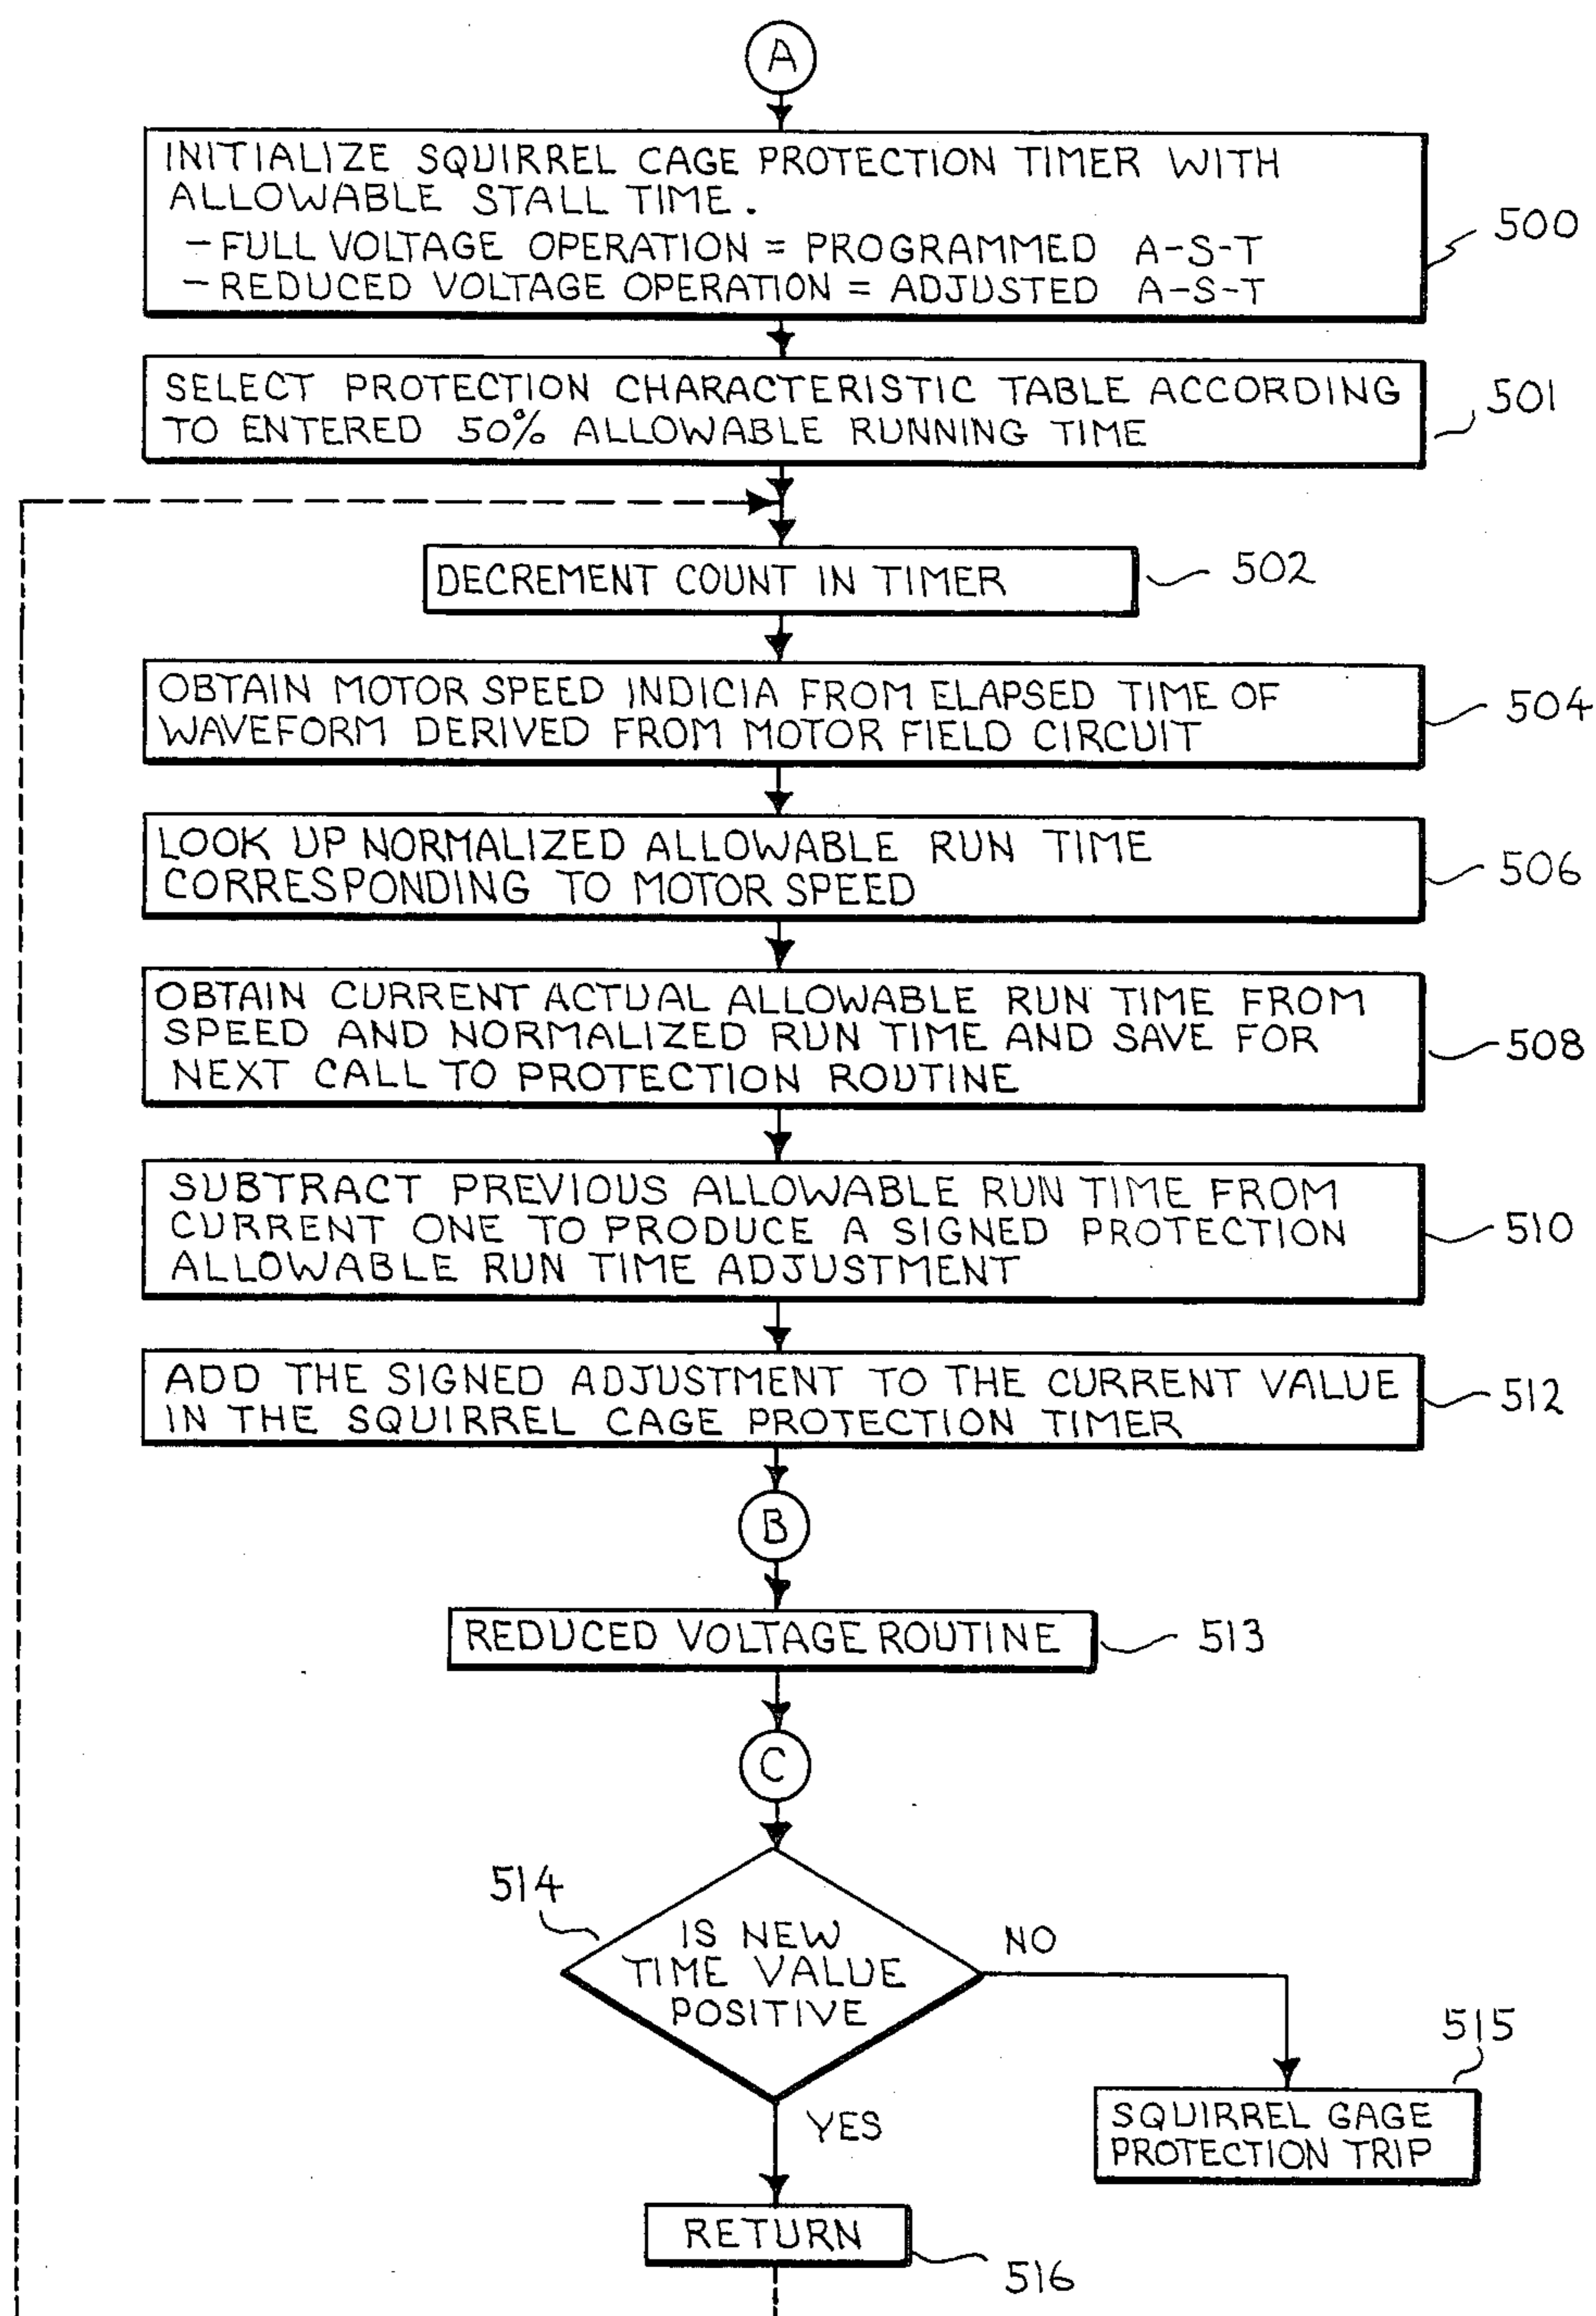 A
INITIALIZE SQUIRREL CAGE PROTECTION TIMER WITH
ALLOWABLE STALL TIME.
- FULL VOLTAGE OPERATION = PROGRAMMED A-S-T
- REDUCED VOLTAGE OPERATION = ADJUSTED A-S-T
500
SELECT PROTECTION CHARACTERISTIC TABLE ACCORDING
TO ENTERED 50% ALLOWABLE RUNNING TIME
501
DECREMENT COUNT IN TIMER
502
OBTAIN MOTOR SPEED INDICIA FROM ELAPSED TIME OF
WAVEFORM DERIVED FROM MOTOR FIELD CIRCUIT
504
LOOK UP NORMALIZED ALLOWABLE RUN TIME
CORRESPONDING TO MOTOR SPEED
506
OBTAIN CURRENT ACTUAL ALLOWABLE RUN TIME FROM
SPEED AND NORMALIZED RUN TIME AND SAVE FOR
NEXT CALL TO PROTECTION ROUTINE
508
SUBTRACT PREVIOUS ALLOWABLE RUN TIME FROM
CURRENT ONE TO PRODUCE A SIGNED PROTECTION
ALLOWABLE RUN TIME ADJUSTMENT
510
ADD THE SIGNED ADJUSTMENT TO THE CURRENT VALUE
IN THE SQUIRREL CAGE PROTECTION TIMER
512
B
REDUCED VOLTAGE ROUTINE
513
C
514
IS NEW
TIME VALUE
POSITIVE
NO
515
SQUIRREL GAGE
PROTECTION TRIP
YES
RETURN
516